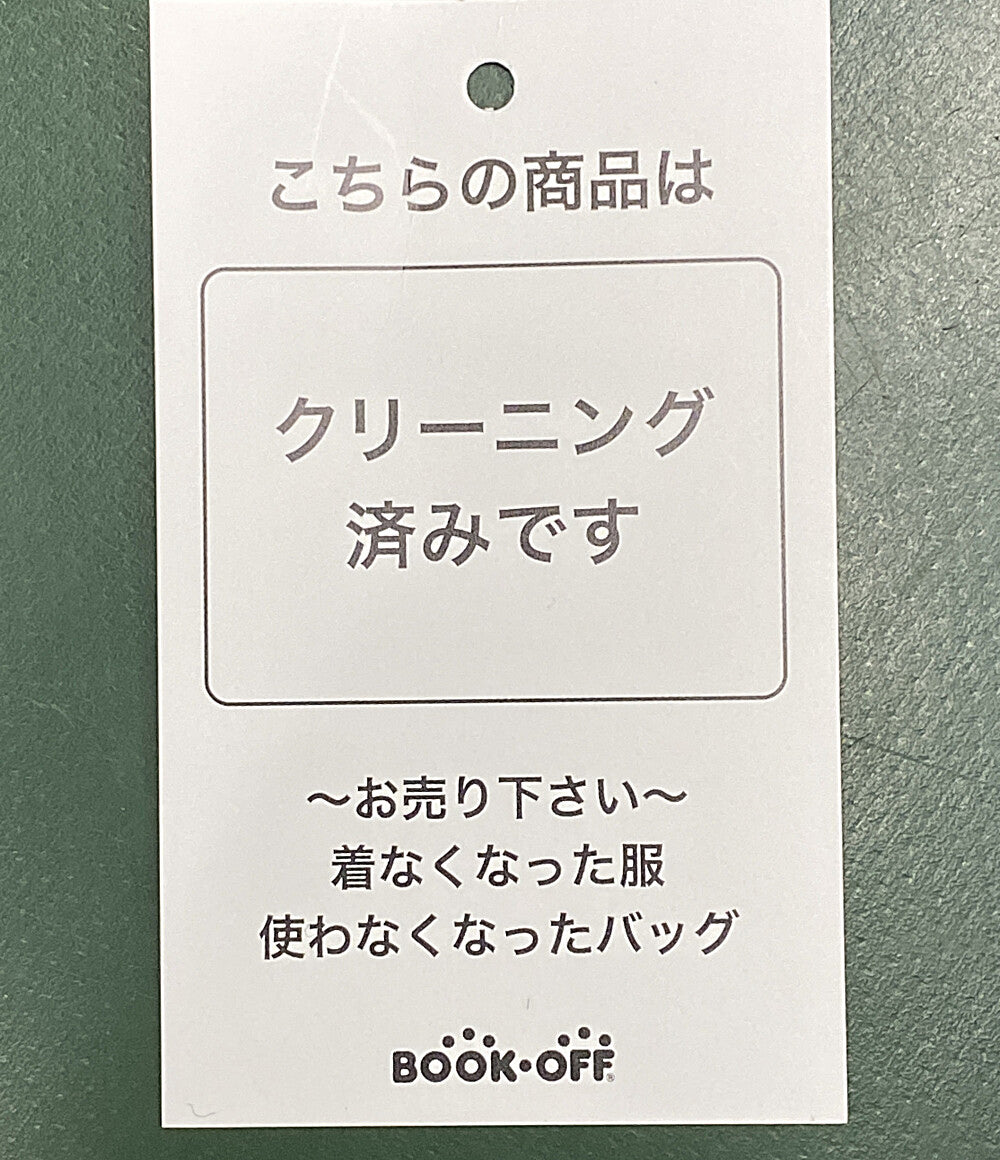 こちらの商品は
クリーニング
済みです
～お売り下さい～
着なくなった服
使わなくなったバッグ
BOOK・OFF®